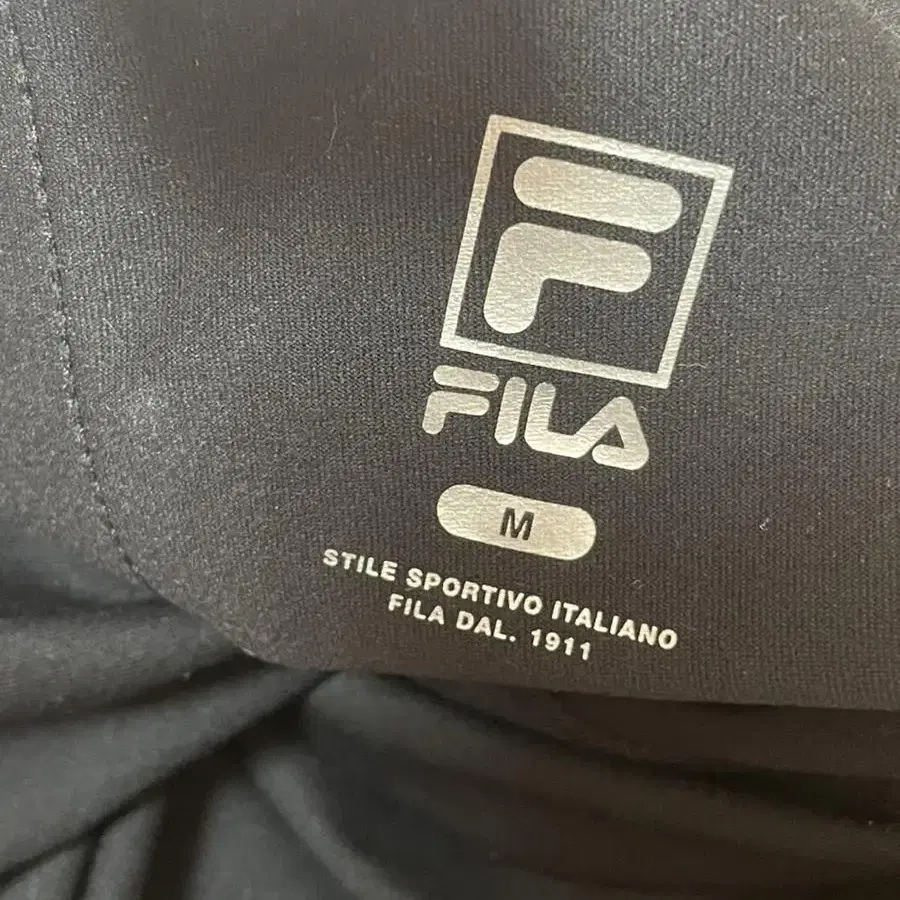 F
FILA
M
STILE SPORTIVO ITALIANO
FILA DAL. 1911